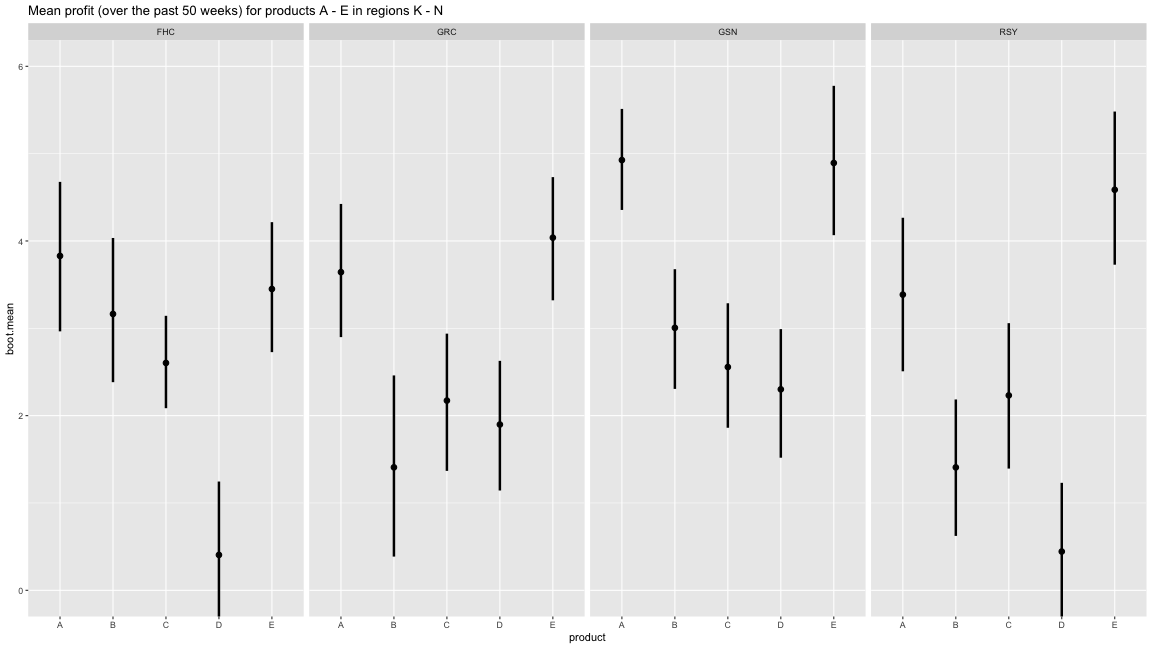 Mean profit (over the past 50 weeks) for products A - E in regions K - N
FHC GRC GSN RSY
6
4
2
0
boot.mean
A B C D E A B C D E A B C D E A B C D E
product